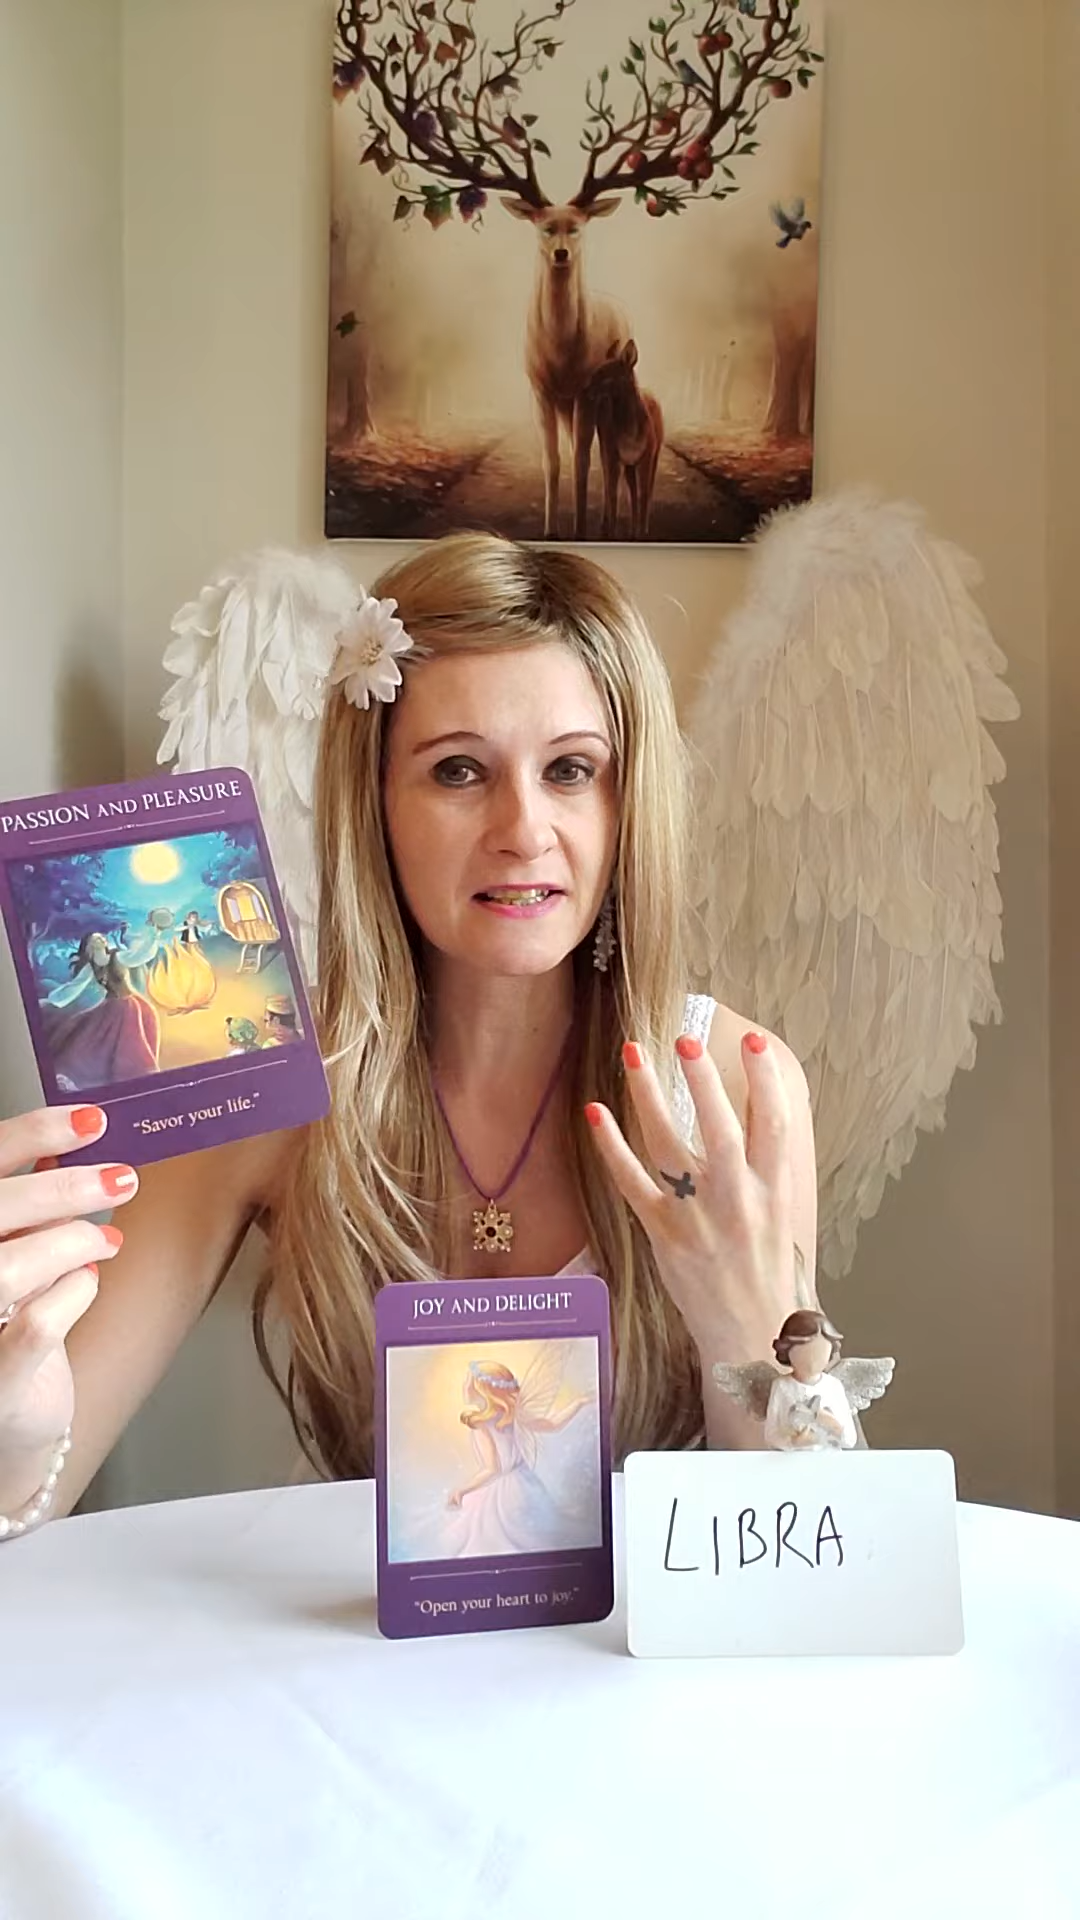 PASSION AND PLEASURE
"Savor your life."
JOY AND DELIGHT
"Open your heart to joy."
LIBRA